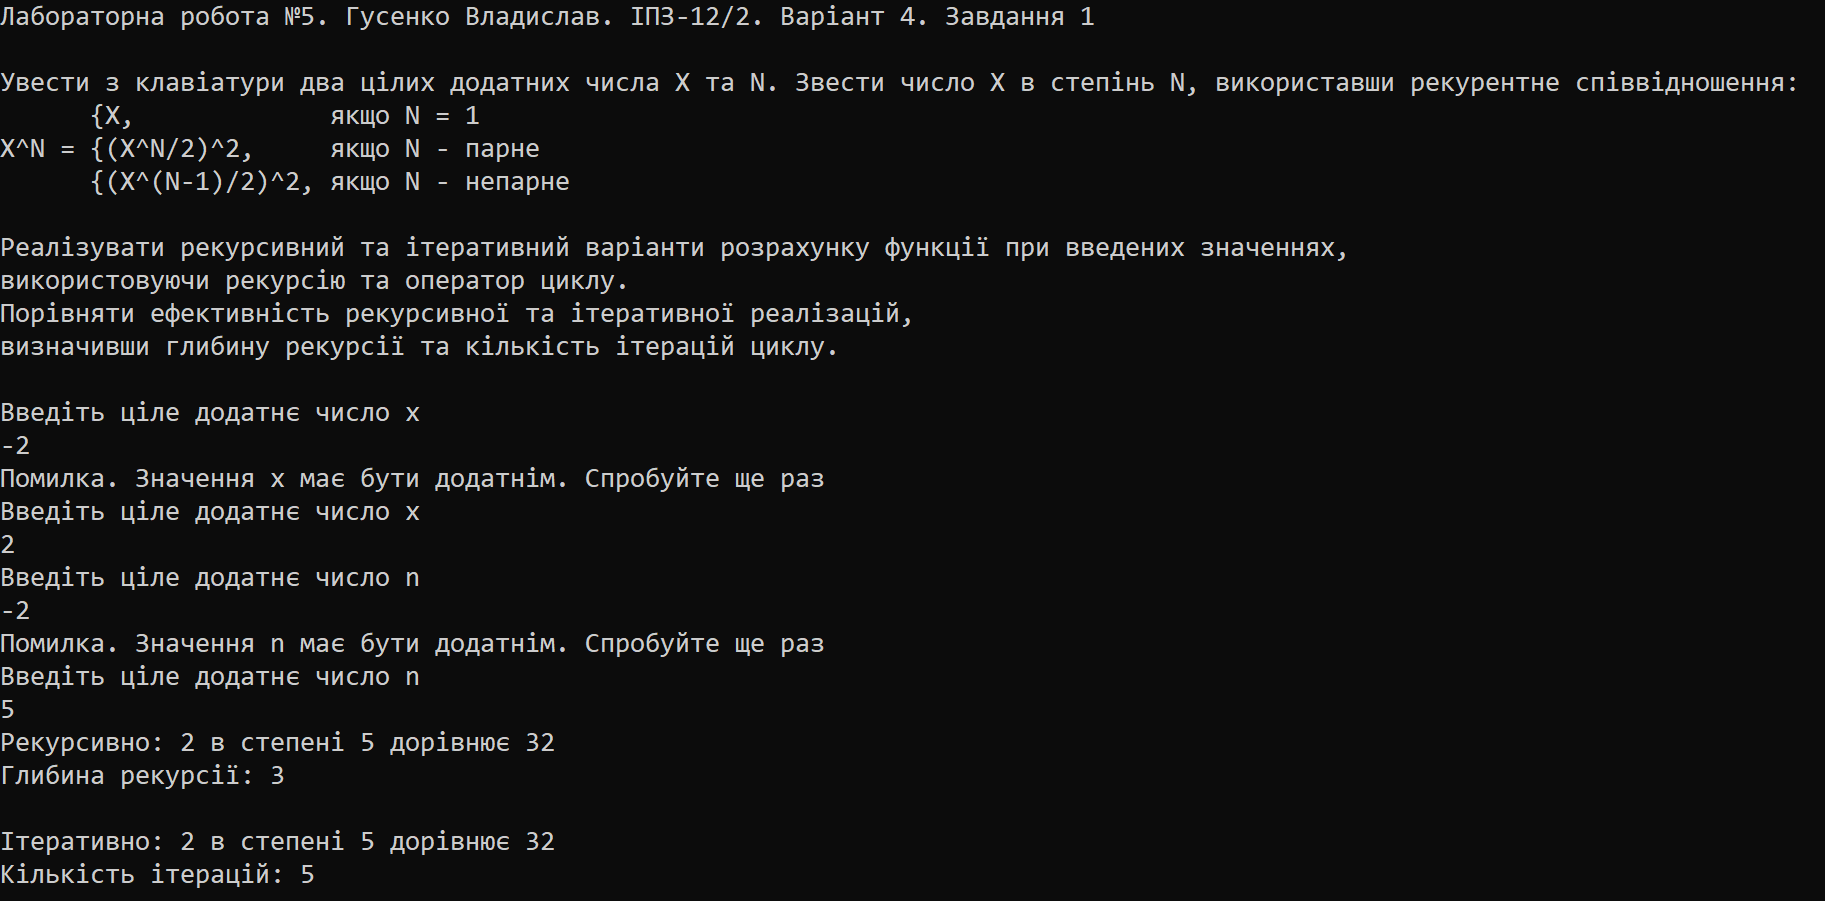 Лабораторна робота №5. Гусенко Владислав. ІПЗ-12/2. Варіант 4. Завдання 1
Увести з клавіатури два цілих додатних числа X та N. Звести число X в степінь N, використавши рекурентне співвідношення:
{X, якщо N = 1
X^N = {(X^N/2)^2, якщо N - парне
{(X^(N-1)/2)^2, якщо N - непарне
Реалізувати рекурсивний та ітеративний варіанти розрахунку функції при введених значеннях,
використовуючи рекурсію та оператор циклу.
Порівняти ефективність рекурсивної та ітеративної реалізацій,
визначивши глибину рекурсії та кількість ітерацій циклу.
Введіть ціле додатнє число x
-2
Помилка. Значення x має бути додатнім. Спробуйте ще раз
Введіть ціле додатнє число x
2
Введіть ціле додатнє число n
-2
Помилка. Значення n має бути додатнім. Спробуйте ще раз
Введіть ціле додатнє число n
5
Рекурсивно: 2 в степені 5 дорівнює 32
Глибина рекурсії: 3
Ітеративно: 2 в степені 5 дорівнює 32
Кількість ітерацій: 5